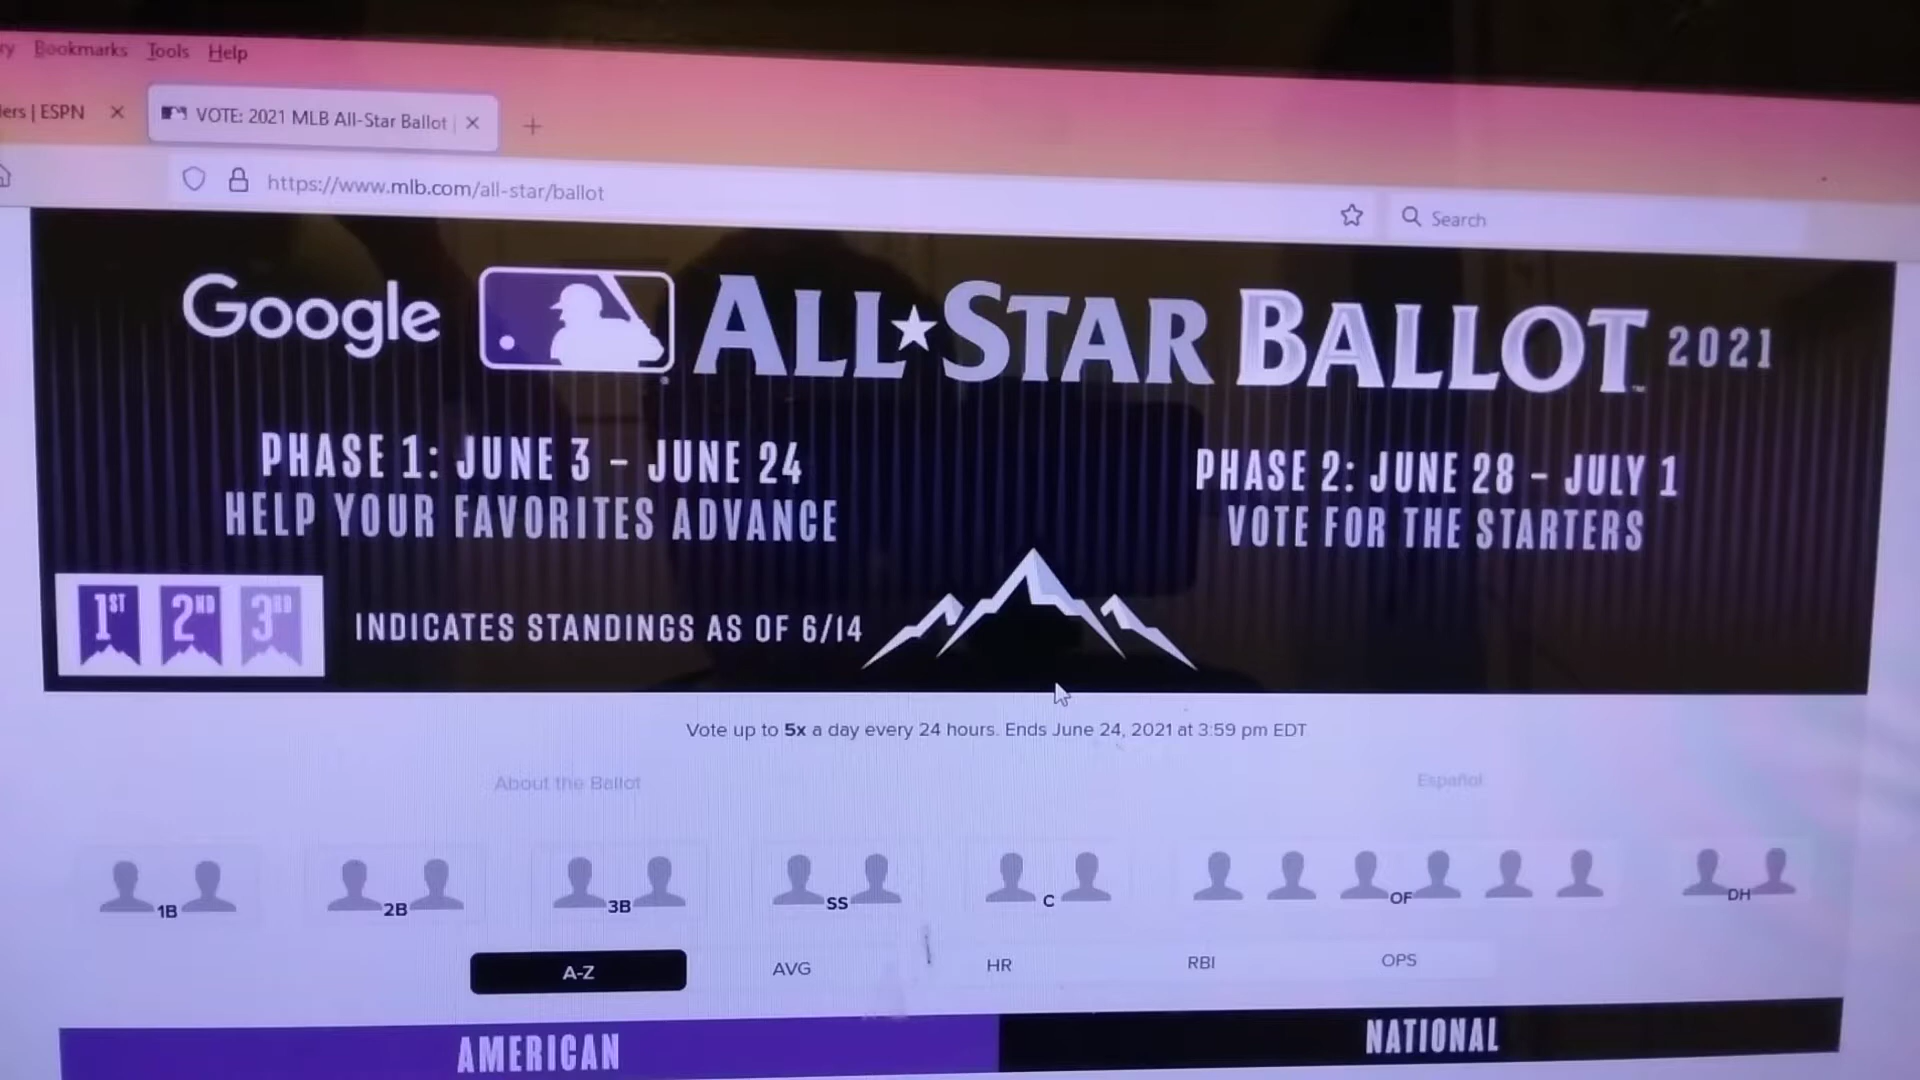 Bookmarks Tools Help
ers | ESPN
VOTE: 2021 MLB All-Star Ballot
https://www.mlb.com/all-star/ballot
Search
Google ALL★STAR BALLOT 2021
PHASE 1: JUNE 3 - JUNE 24
HELP YOUR FAVORITES ADVANCE
PHASE 2: JUNE 28 - JULY 1
VOTE FOR THE STARTERS
1ST 2ND 3RD
INDICATES STANDINGS AS OF 6/14
Vote up to 5x a day every 24 hours. Ends June 24, 2021 at 3:59 pm EDT
About the Ballot
Español
1B 2B 3B SS C OF DH
A-Z AVG HR RBI OPS
AMERICAN NATIONAL